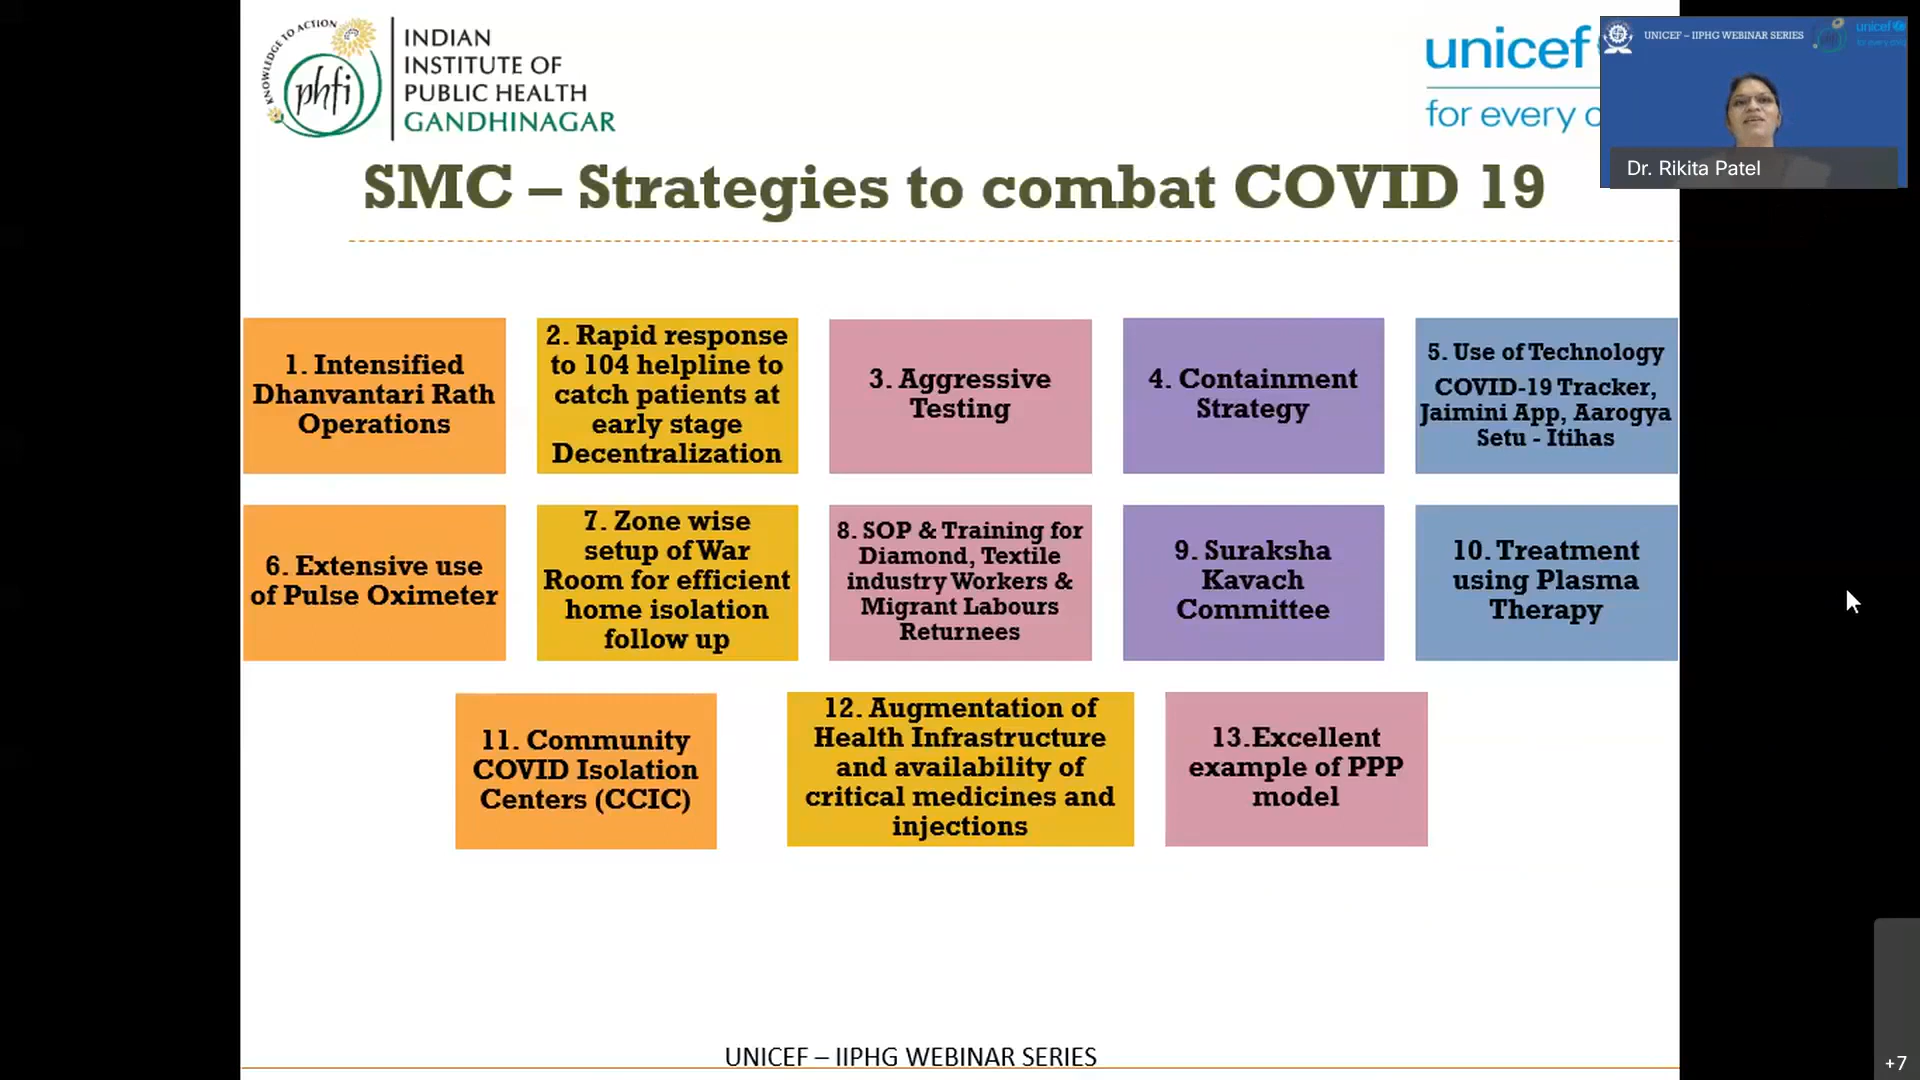 KNOWLEDGE TO ACTION
phfi
INDIAN
INSTITUTE OF
PUBLIC HEALTH
GANDHINAGAR
unicef
for every c
UNICEF – IIPHG WEBINAR SERIES
unicef
Dr. Rikita Patel
SMC – Strategies to combat COVID 19
1. Intensified
Dhanvantari Rath
Operations
2. Rapid response
to 104 helpline to
catch patients at
early stage
Decentralization
3. Aggressive
Testing
4. Containment
Strategy
5. Use of Technology
COVID-19 Tracker,
Jaimini App, Aarogya
Setu - Itihas
6. Extensive use
of Pulse Oximeter
7. Zone wise
setup of War
Room for efficient
home isolation
follow up
8. SOP & Training for
Diamond, Textile
industry Workers &
Migrant Labours
Returnees
9. Suraksha
Kavach
Committee
10. Treatment
using Plasma
Therapy
11. Community
COVID Isolation
Centers (CCIC)
12. Augmentation of
Health Infrastructure
and availability of
critical medicines and
injections
13.Excellent
example of PPP
model
UNICEF – IIPHG WEBINAR SERIES
+7